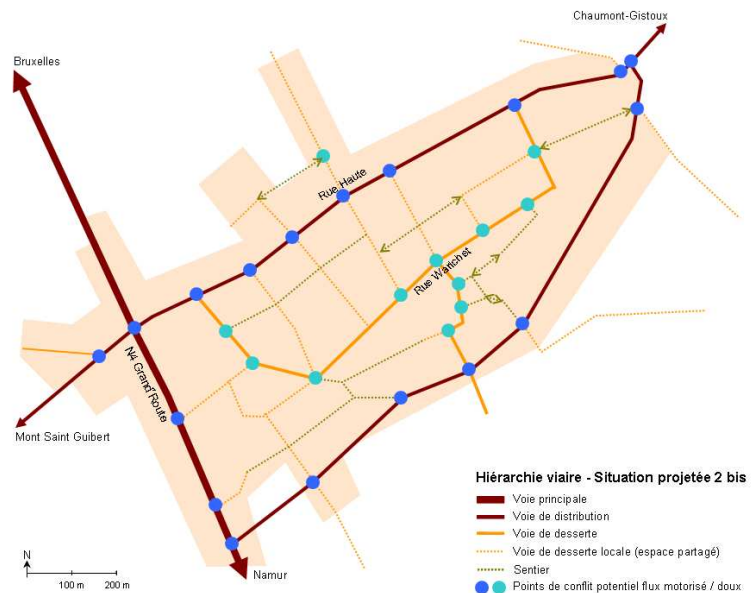 Chaumont-Gistoux
Bruxelles
Rue Haute
Rue Warichet
N4 Grand'Route
Mont Saint Guibert
Namur
N
100 m 200 m
Hiérarchie viaire - Situation projetée 2 bis
Voie principale
Voie de distribution
Voie de desserte
Voie de desserte locale (espace partagé)
Sentier
Points de conflit potentiel flux motorisé / doux